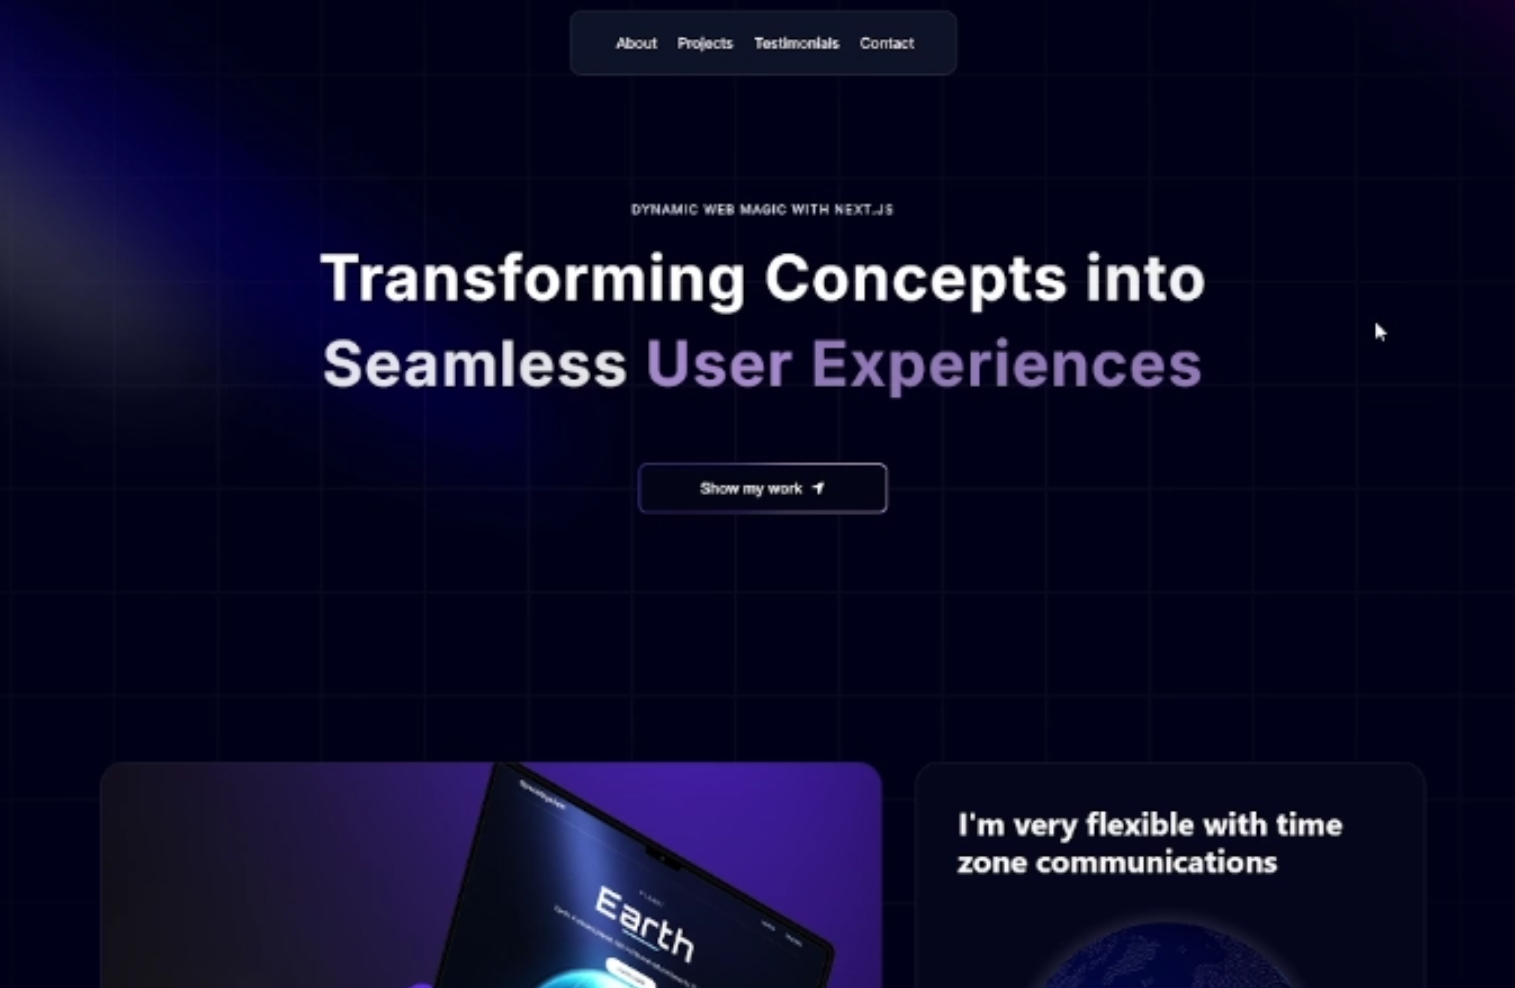 About Projects Testimonials Contact
DYNAMIC WEB MAGIC WITH NEXT.JS
Transforming Concepts into
Seamless User Experiences
Show my work
I'm very flexible with time
zone communications
Earth